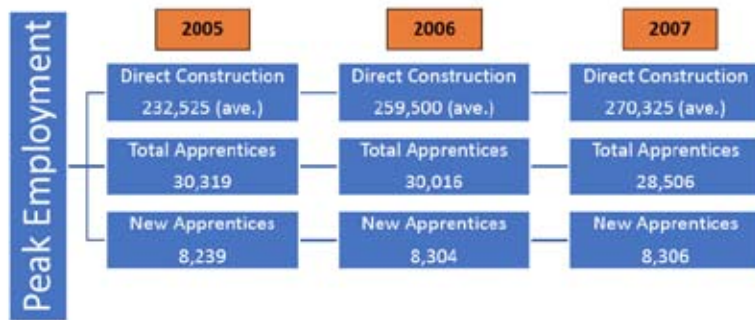 Peak Employment
2005
2006
2007
Direct Construction
232,525 (ave.)
Direct Construction
259,500 (ave.)
Direct Construction
270,325 (ave.)
Total Apprentices
30,319
Total Apprentices
30,016
Total Apprentices
28,506
New Apprentices
8,239
New Apprentices
8,304
New Apprentices
8,306